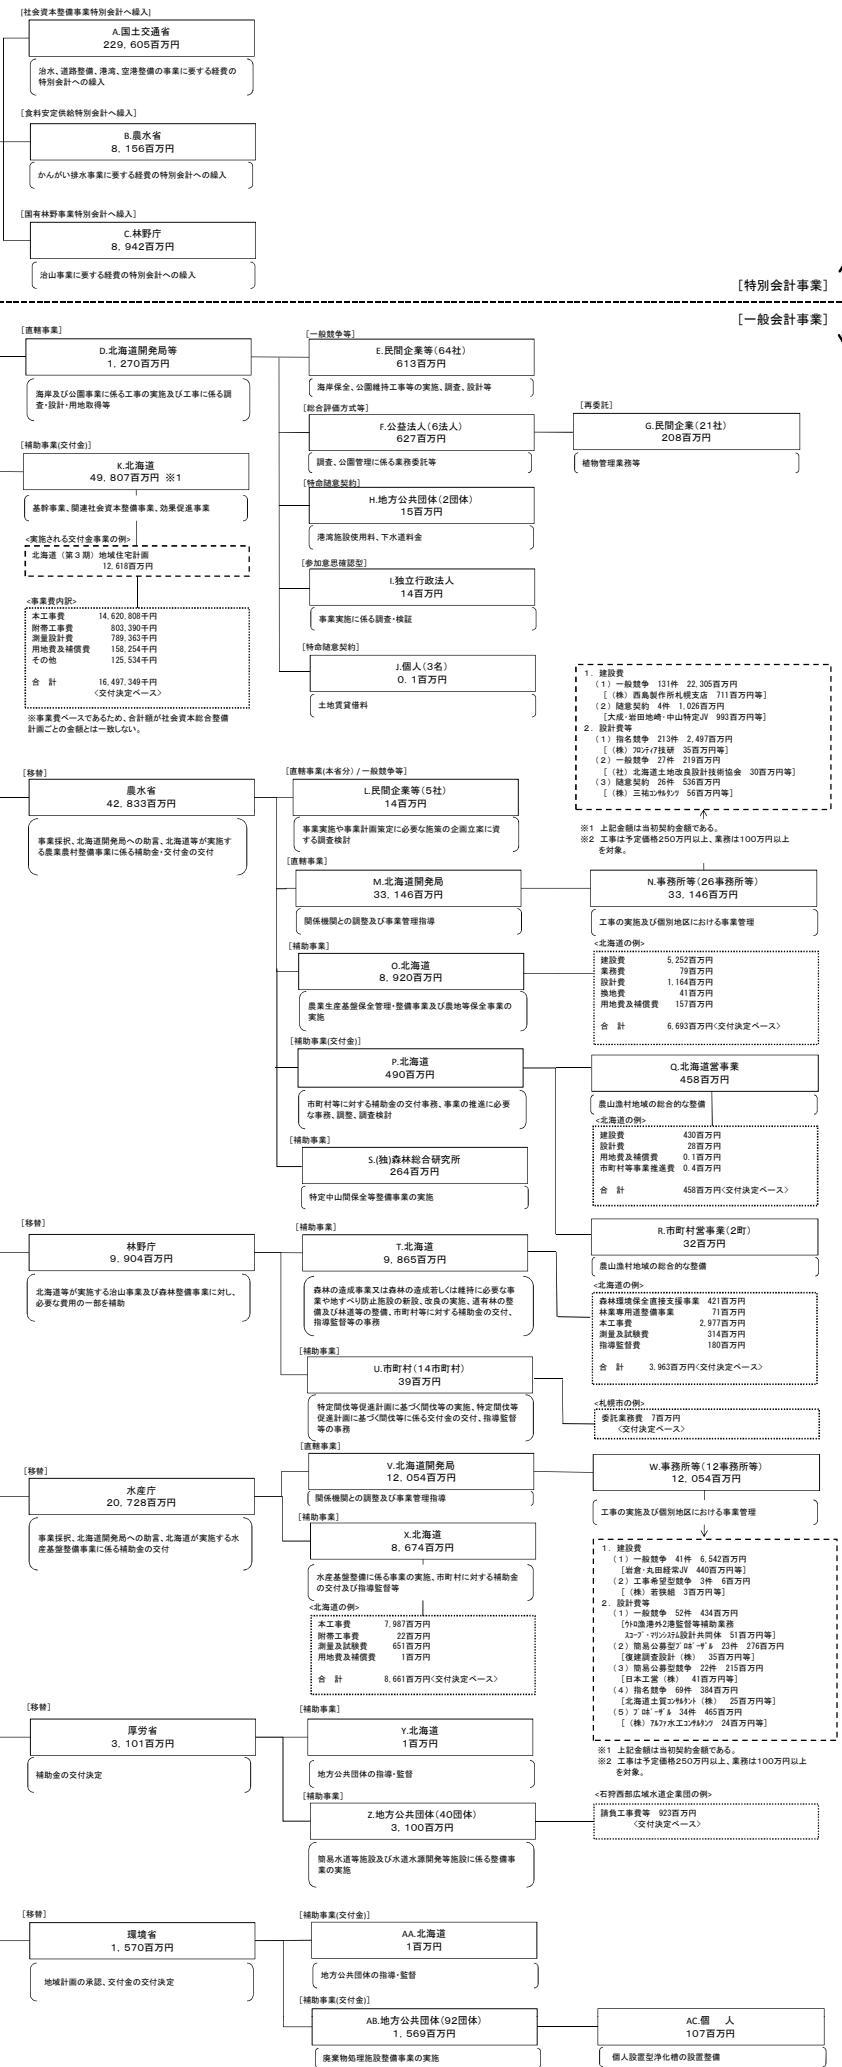 [社会資本整備事業特別会計へ繰入]
A.国土交通省
229,605百万円
治水、道路整備、港湾、空港整備の事業に要する経費の
特別会計への繰入
[食料安定供給特別会計へ繰入]
B.農水省
8,156百万円
かんがい排水事業に要する経費の特別会計への繰入
[国有林野事業特別会計へ繰入]
C.林野庁
8,942百万円
治山事業に要する経費の特別会計への繰入
[特別会計事業]
[一般会計事業]
[直轄事業]
D.北海道開発局等
1,270百万円
海岸及び公園事業に係る工事の実施及び工事に係る調
査・設計・用地取得等
[一般競争等]
E.民間企業等(64社)
613百万円
海岸保全、公園維持工事等の実施、調査、設計等
[総合評価方式等]
F.公益法人(6法人)
627百万円
調査、公園管理に係る業務委託等
[再委託]
G.民間企業(21社)
208百万円
植物管理業務等
[特命随意契約]
H.地方公共団体(2団体)
15百万円
港湾施設使用料、下水道料金
[参加意思確認型]
I.独立行政法人
14百万円
事業実施に係る調査・検証
[特命随意契約]
J.個人(3名)
0.1百万円
土地賃貸借料
[補助事業(交付金)]
K.北海道
49,807百万円 ※1
基幹事業、関連社会資本整備事業、効果促進事業
<実施される交付金事業の例>
北海道(第3期)地域住宅計画
12,618百万円
<事業費内訳>
本工事費 14,620,808千円
附帯工事費 803,390千円
測量設計費 789,363千円
用地費及補償費 158,254千円
その他 125,534千円
合 計 16,497,349千円
<交付決定ベース>
※事業費ベースであるため、合計額が社会資本総合整備
計画ごとの金額とは一致しない。
[移替]
農水省
42,833百万円
事業採択、北海道開発局への助言、北海道等が実施す
る農業農村整備事業に係る補助金・交付金の交付
[直轄事業(本省分)/一般競争等]
L.民間企業等(5社)
14百万円
事業実施や事業計画策定に必要な施策の企画立案に資
する調査検討
[直轄事業]
M.北海道開発局
33,146百万円
関係機関との調整及び事業管理指導
1. 建設費
(1)一般競争 131件 22,305百万円
[(株)酉島製作所札幌支店 711百万円等]
(2)随意契約 4件 1,026百万円
[大成・岩田地崎・中山特定JV 993百万円等]
2. 設計費等
(1)指名競争 213件 2,497百万円
[(株)フロンティア技研 35百万円等]
(2)一般競争 27件 219百万円
[(社)北海道土地改良設計技術協会 30百万円等]
(3)随意契約 26件 536百万円
[(株)三祐コンサルタンツ 56百万円等]
※1 上記金額は当初契約金額である。
※2 工事は予定価格250万円以上、業務は100万円以上
を対象。
N.事務所等(26事務所等)
33,146百万円
工事の実施及び個別地区における事業管理
[補助事業]
O.北海道
8,920百万円
農業生産基盤保全管理・整備事業及び農地等保全事業の
実施
<北海道の例>
建設費 5,252百万円
業務費 79百万円
設計費 1,164百万円
換地費 41百万円
用地費及補償費 157百万円
合 計 6,693百万円<交付決定ベース>
[補助事業(交付金)]
P.北海道
490百万円
市町村等に対する補助金の交付事務、事業の推進に必要
な事務、調整、調査検討
Q.北海道営事業
458百万円
農山漁村地域の総合的な整備
<北海道の例>
建設費 430百万円
設計費 28百万円
用地費及補償費 0.1百万円
市町村等事業推進費 0.4百万円
合 計 458百万円<交付決定ベース>
[補助事業]
S.(独)森林総合研究所
264百万円
特定中山間保全等整備事業の実施
R.市町村営事業(2町)
32百万円
農山漁村地域の総合的な整備
[移替]
林野庁
9,904百万円
北海道等が実施する治山事業及び森林整備事業に対し、
必要な費用の一部を補助
[補助事業]
T.北海道
9,865百万円
森林の造成事業又は森林の造成若しくは維持に必要な事
業や地すべり防止施設の新設、改良の実施、道有林の整
備及び林道等の整備、市町村等に対する補助金の交付、
指導監督等の事務
<北海道の例>
森林環境保全直接支援事業 421百万円
林業専用道整備事業 71百万円
本工事費 2,977百万円
測量及試験費 314百万円
指導監督費 180百万円
合 計 3,963百万円<交付決定ベース>
[補助事業]
U.市町村(14市町村)
39百万円
特定間伐等促進計画に基づく間伐等の実施、特定間伐等
促進計画に基づく間伐等に係る交付金の交付、指導監督
等の事務
<札幌市の例>
委託業務費 7百万円
<交付決定ベース>
[移替]
水産庁
20,728百万円
事業採択、北海道開発局への助言、北海道が実施する水
産基盤整備事業に係る補助金の交付
[直轄事業]
V.北海道開発局
12,054百万円
関係機関との調整及び事業管理指導
W.事務所等(12事務所等)
12,054百万円
工事の実施及び個別地区における事業管理
1. 建設費
(1)一般競争 41件 6,542百万円
[岩倉・丸田経常JV 440百万円等]
(2)工事希望型競争 3件 6百万円
[(株)若狭組 3百万円等]
2. 設計費等
(1)一般競争 52件 434百万円
[ウトロ漁港外2港監督等補助業務
スコープ・マリンシステム設計共同体 51百万円等]
(2)簡易公募型プロポーザル 23件 276百万円
[復建調査設計(株) 35百万円等]
(3)簡易公募型競争 22件 215百万円
[日本工営(株) 41百万円等]
(4)指名競争 69件 384百万円
[北海道土質コンサルタント(株) 25百万円等]
(5)プロポーザル 34件 465百万円
[(株)アルファ水工コンサルタンツ 24百万円等]
※1 上記金額は当初契約金額である。
※2 工事は予定価格250万円以上、業務は100万円以上
を対象。
[補助事業]
X.北海道
8,674百万円
水産基盤整備に係る事業の実施、市町村に対する補助金
の交付及び指導監督等
<北海道の例>
本工事費 7,987百万円
附帯工事費 22百万円
測量及試験費 651百万円
用地費及補償費 1百万円
合 計 8,661百万円<交付決定ベース>
[移替]
厚労省
3,101百万円
補助金の交付決定
[補助事業]
Y.北海道
1百万円
地方公共団体の指導・監督
[補助事業]
Z.地方公共団体(40団体)
3,100百万円
簡易水道等施設及び水道水源開発等施設に係る整備事
業の実施
<石狩西部広域水道企業団の例>
請負工事費等 923百万円
<交付決定ベース>
[移替]
環境省
1,570百万円
地域計画の承認、交付金の交付決定
[補助事業(交付金)]
AA.北海道
1百万円
地方公共団体の指導・監督
[補助事業(交付金)]
AB.地方公共団体(92団体)
1,569百万円
廃棄物処理施設整備事業の実施
AC.個 人
107百万円
個人設置型浄化槽の設置整備